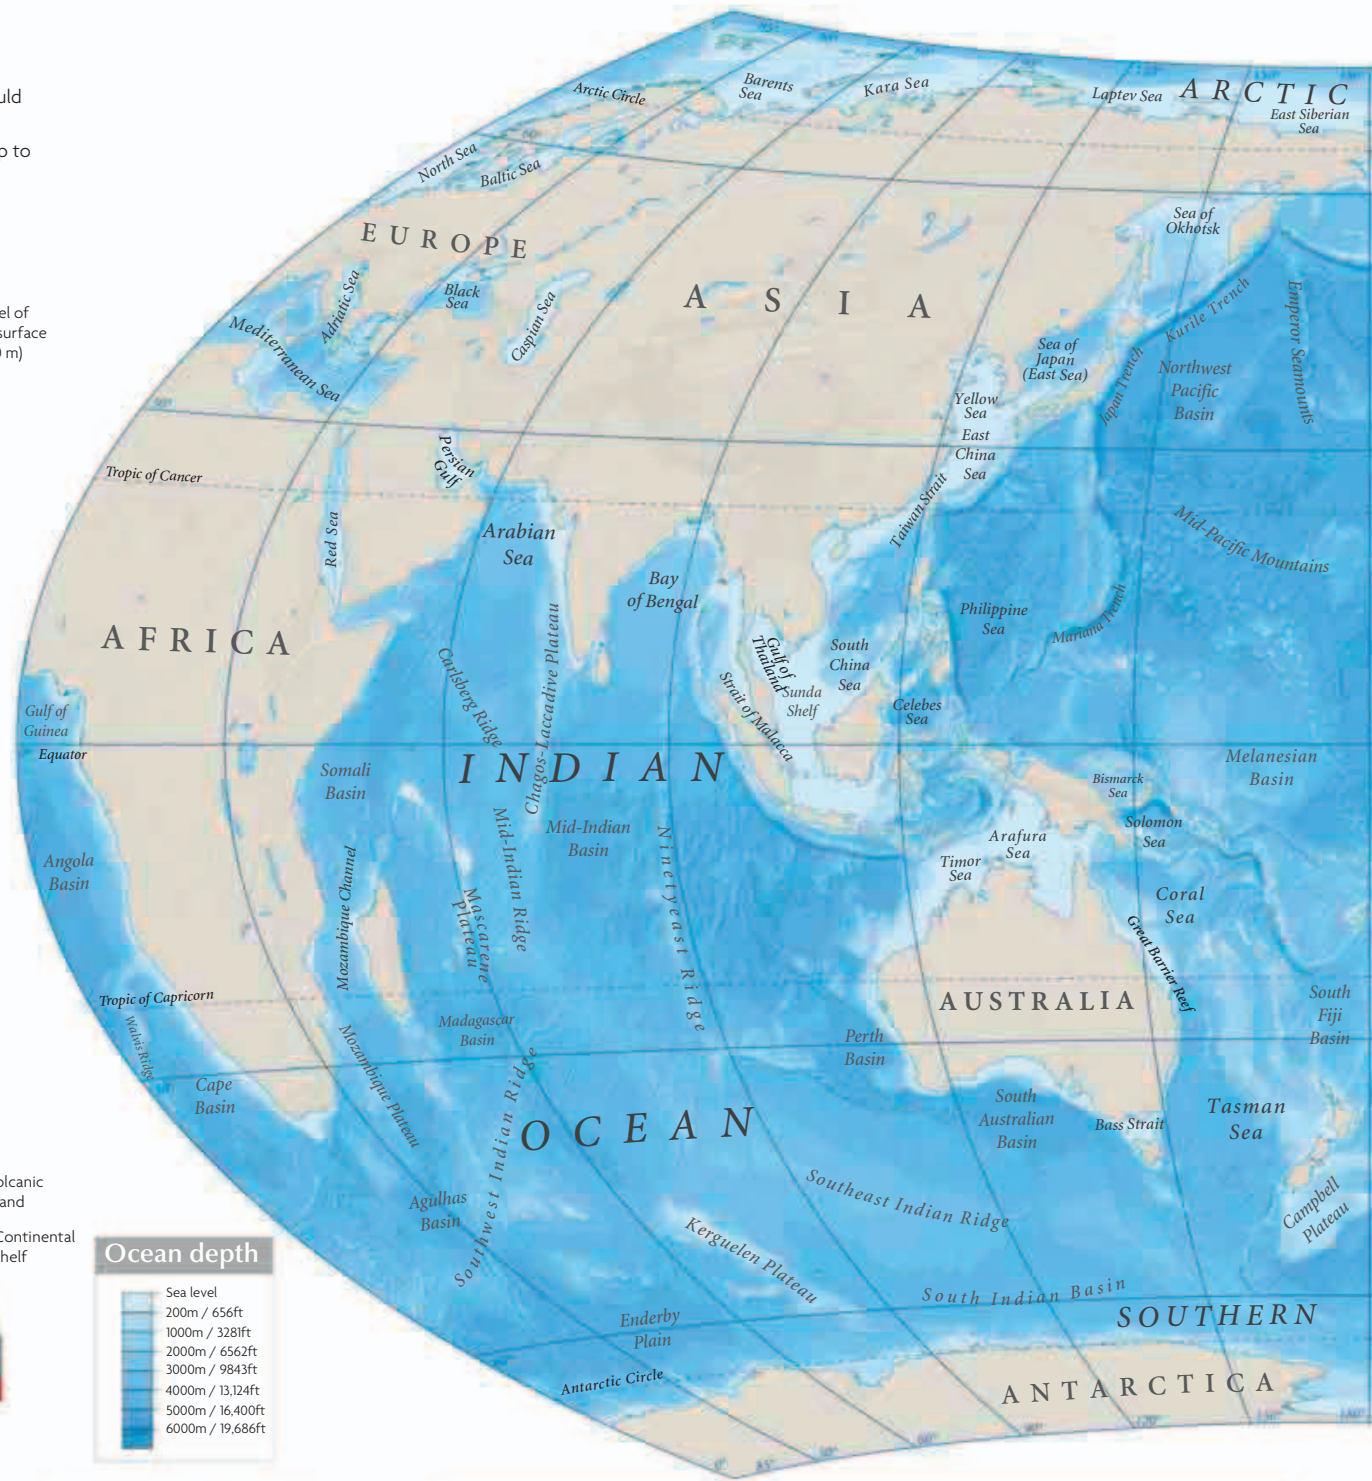 uld
o to
el of
surface
0 m)
olcanic
and
Continental
helf
Arctic Circle
Barents
Sea
Kara Sea
Laptev Sea
ARCTIC
East Siberian
Sea
North Sea
Baltic Sea
EUROPE
Sea of
Okhotsk
ASIA
Adriatic Sea
Black
Sea
Caspian Sea
Mediterranean Sea
Kurile Trench
Emperor Seamounts
Sea of
Japan
(East Sea)
Japan Trench
Northwest
Pacific
Basin
Yellow
Sea
East
China
Sea
Persian
Gulf
Tropic of Cancer
Red Sea
Arabian
Sea
Taiwan Strait
Mid-Pacific Mountains
Bay
of Bengal
Philippine
Sea
Mariana Trench
AFRICA
Carlsberg Ridge
Chagos-Laccadive Plateau
Gulf of
Thailand
South
China
Sea
Sunda
Shelf
Strait of Malacca
Celebes
Sea
Gulf of
Guinea
Equator
INDIAN
Somali
Basin
Melanesian
Basin
Bismarck
Sea
Solomon
Sea
Mid-Indian Ridge
Mid-Indian
Basin
Ninetyeast Ridge
Arafura
Sea
Timor
Sea
Angola
Basin
Mozambique Channel
Mascarene
Plateau
Coral
Sea
Great Barrier Reef
Tropic of Capricorn
AUSTRALIA
South
Fiji
Basin
Walvis Ridge
Madagascar
Basin
Perth
Basin
Cape
Basin
Mozambique Plateau
Southwest Indian Ridge
OCEAN
South
Australian
Basin
Bass Strait
Tasman
Sea
Agulhas
Basin
Southeast Indian Ridge
Campbell
Plateau
Kerguelen Plateau
South Indian Basin
Enderby
Plain
SOUTHERN
Antarctic Circle
ANTARCTICA
Ocean depth
Sea level
200m / 656ft
1000m / 3281ft
2000m / 6562ft
3000m / 9843ft
4000m / 13,124ft
5000m / 16,400ft
6000m / 19,686ft